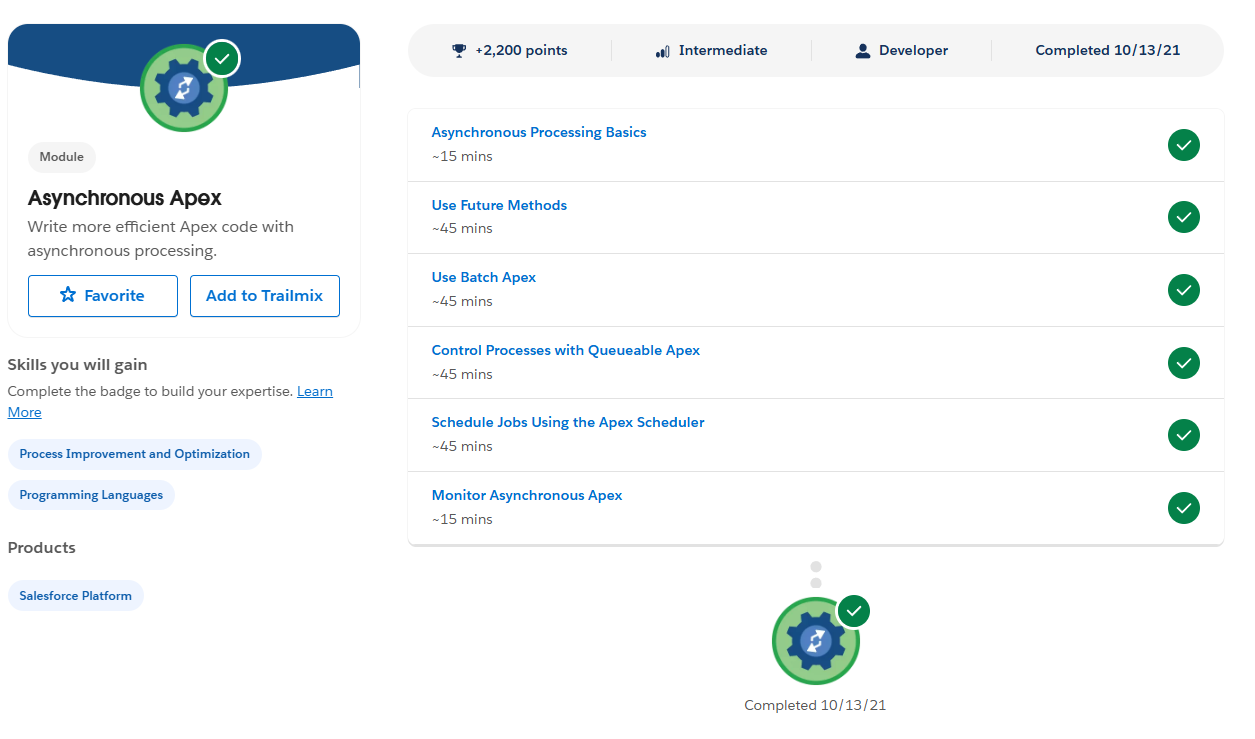 Module
Asynchronous Apex
Write more efficient Apex code with
asynchronous processing.
Favorite
Add to Trailmix
Skills you will gain
Complete the badge to build your expertise. Learn
More
Process Improvement and Optimization
Programming Languages
Products
Salesforce Platform
+2,200 points
Intermediate
Developer
Completed 10/13/21
Asynchronous Processing Basics
~15 mins
Use Future Methods
~45 mins
Use Batch Apex
~45 mins
Control Processes with Queueable Apex
~45 mins
Schedule Jobs Using the Apex Scheduler
~45 mins
Monitor Asynchronous Apex
~15 mins
Completed 10/13/21